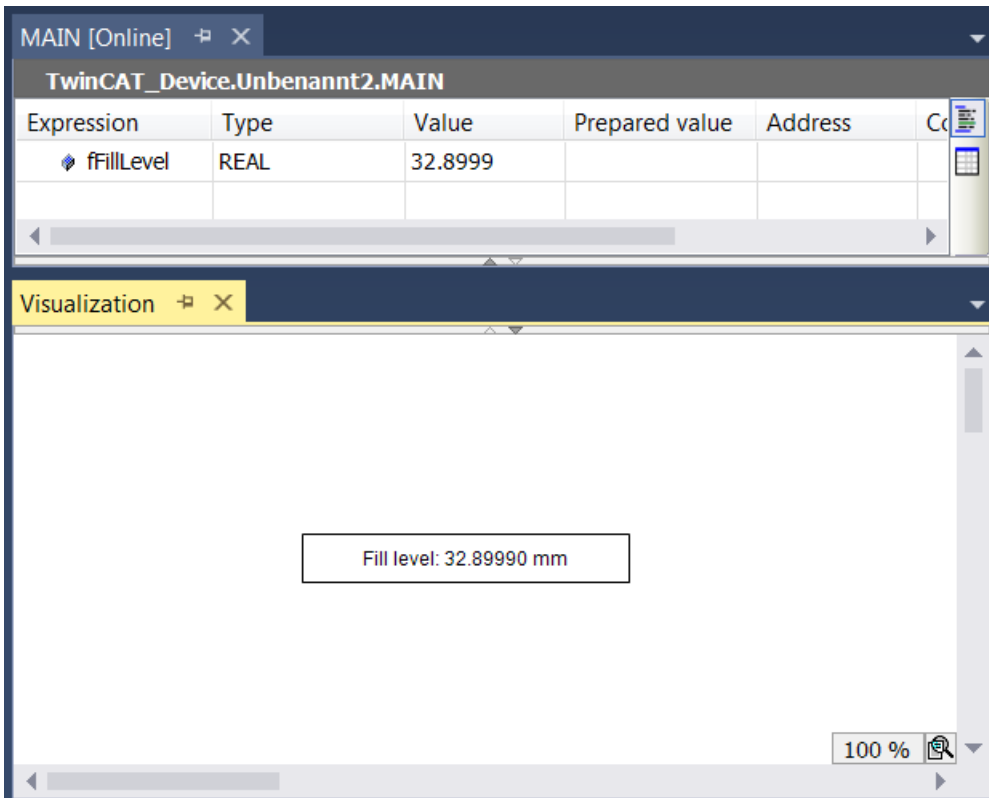 MAIN [Online]
TwinCAT_Device.Unbenannt2.MAIN
Expression Type Value Prepared value Address
fFillLevel REAL 32.8999
Visualization
Fill level: 32.89990 mm
100 %